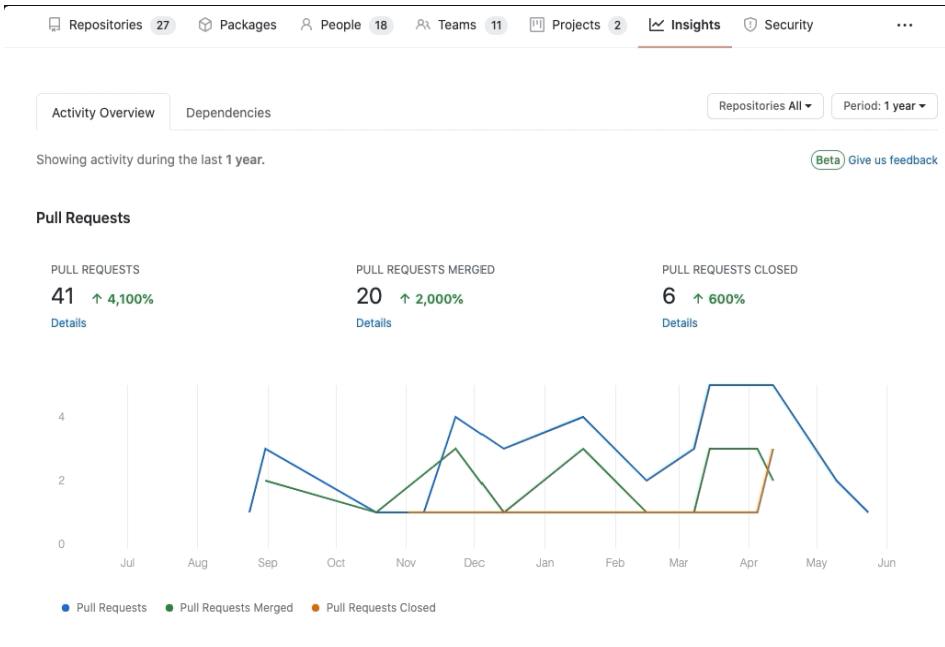 Repositories 27 Packages People 18 Teams 11 Projects 2 Insights Security ...
Activity Overview Dependencies Repositories All Period: 1 year
Showing activity during the last 1 year. Beta Give us feedback
Pull Requests
PULL REQUESTS PULL REQUESTS MERGED PULL REQUESTS CLOSED
41 ↑ 4,100% 20 ↑ 2,000% 6 ↑ 600%
Details Details Details
4
2
0
Jul Aug Sep Oct Nov Dec Jan Feb Mar Apr May Jun
Pull Requests Pull Requests Merged Pull Requests Closed